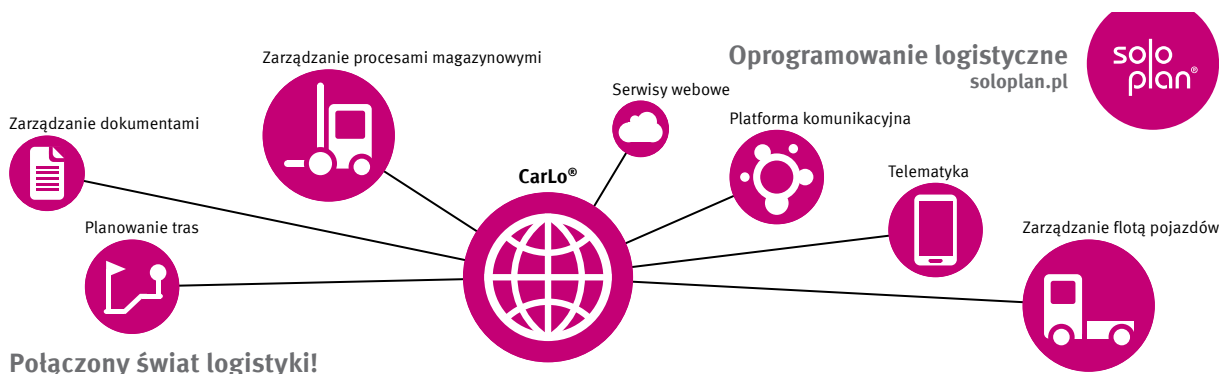 Zarządzanie procesami magazynowymi
Oprogramowanie logistyczne
soloplan.pl
solo
plan®
Serwisy webowe
Zarządzanie dokumentami
Platforma komunikacyjna
CarLo®
Telematyka
Planowanie tras
Zarządzanie flotą pojazdów
Połączony świat logistyki!